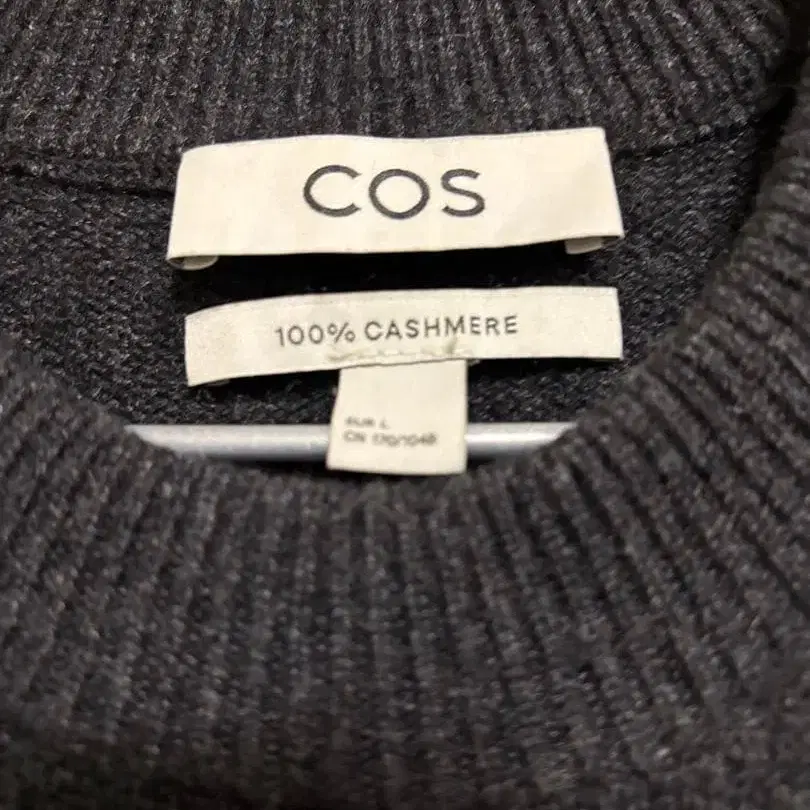 COS
100% CASHMERE
EUR L
CN 170/104B